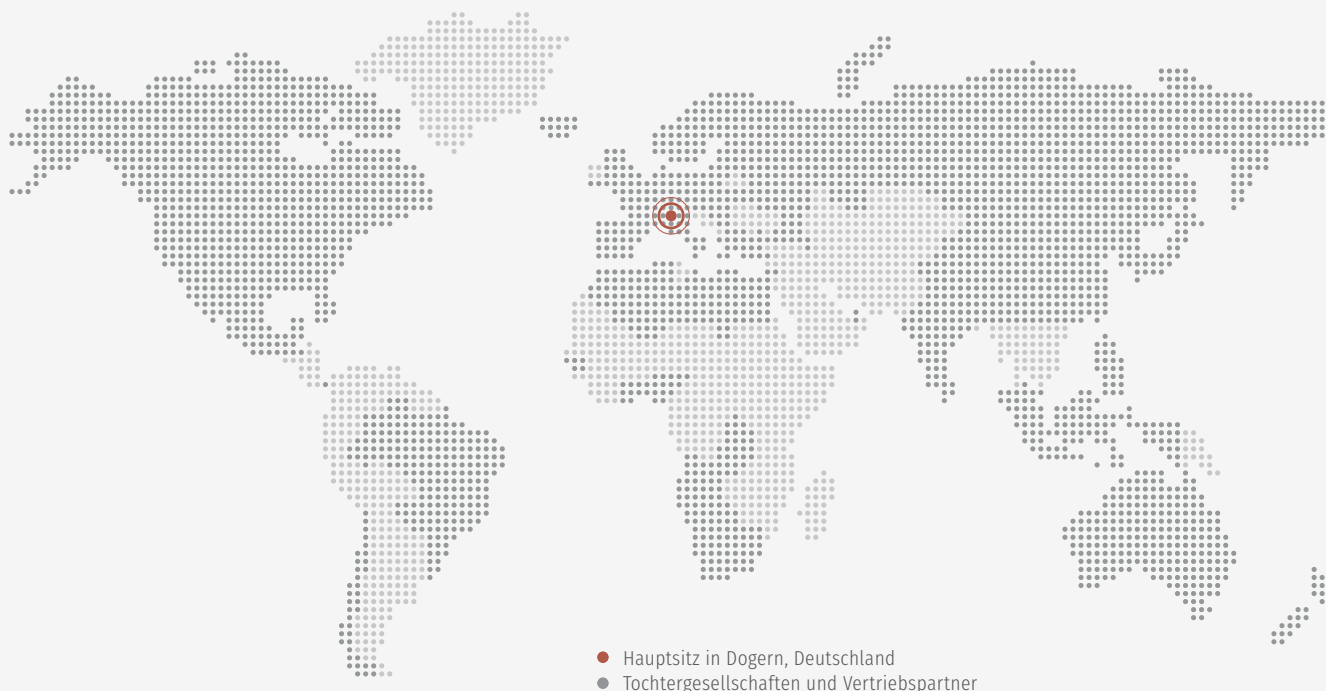 Hauptsitz in Dogern, Deutschland
Tochtergesellschaften und Vertriebspartner